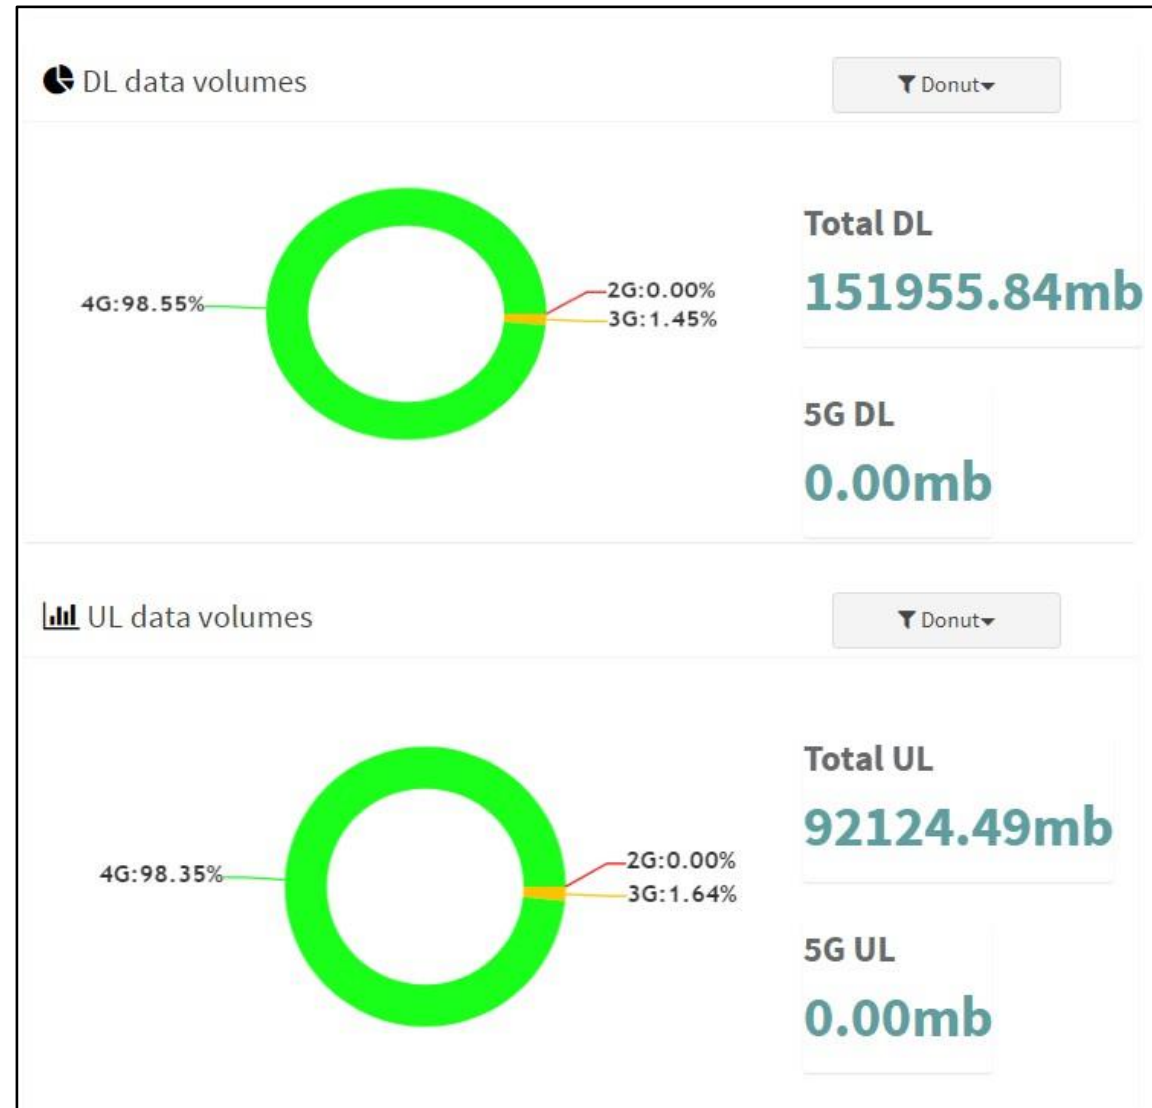 DL data volumes
Donut
4G:98.55%
2G:0.00%
3G:1.45%
Total DL
151955.84mb
5G DL
0.00mb
UL data volumes
Donut
4G:98.35%
2G:0.00%
3G:1.64%
Total UL
92124.49mb
5G UL
0.00mb